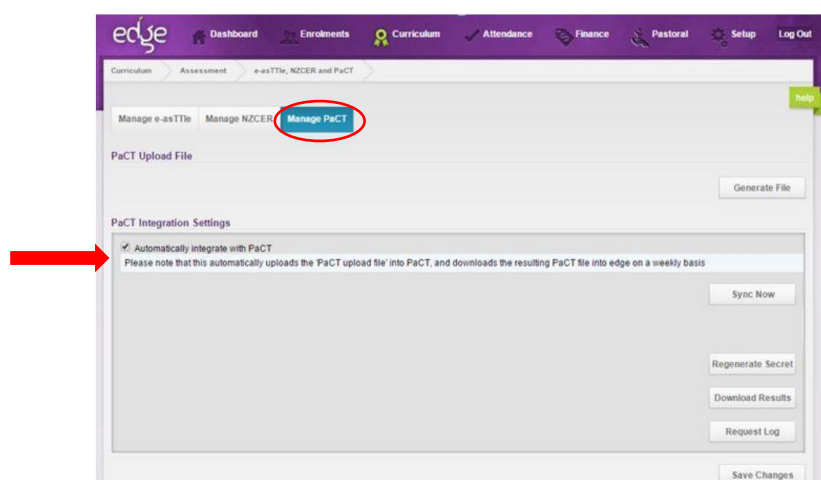 edge Dashboard Enrolments Curriculum Attendance Finance Pastoral Setup Log Out
Curriculum Assessment e-asTTle, NZCER and PaCT
help
Manage e-asTTle Manage NZCER Manage PaCT
PaCT Upload File
Generate File
PaCT Integration Settings
Automatically integrate with PaCT
Please note that this automatically uploads the 'PaCT upload file' into PaCT, and downloads the resulting PaCT file into edge on a weekly basis
Sync Now
Regenerate Secret
Download Results
Request Log
Save Changes